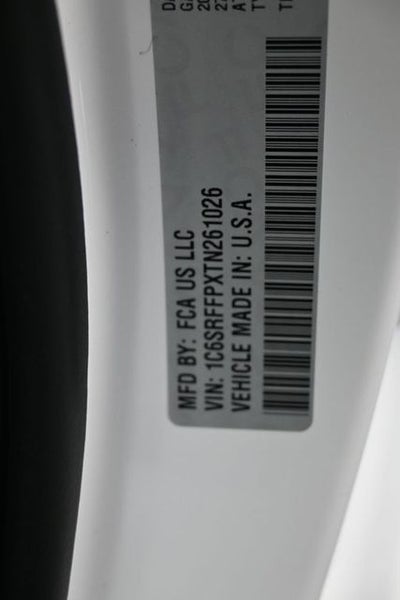 MFD BY: FCA US LLC
VIN: 1C6SRFFPXTN261026
VEHICLE MADE IN: U.S.A.